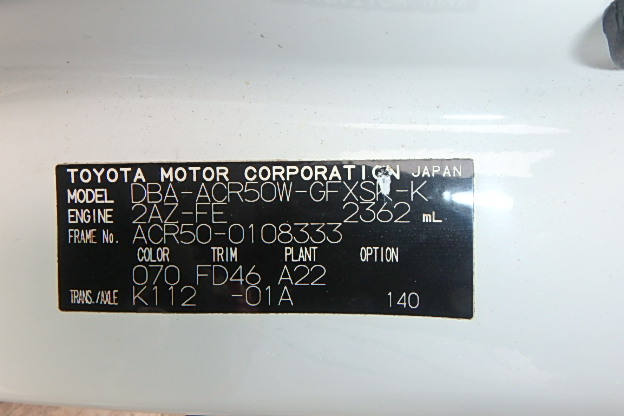 TOYOTA MOTOR CORPORATION JAPAN
MODEL DBA-ACR50W-GFXSK-K
ENGINE 2AZ-FE 2362 mL
FRAME No. ACR50-0108333
COLOR TRIM PLANT OPTION
070 FD46 A22
TRANS./AXLE K112 -01A 140